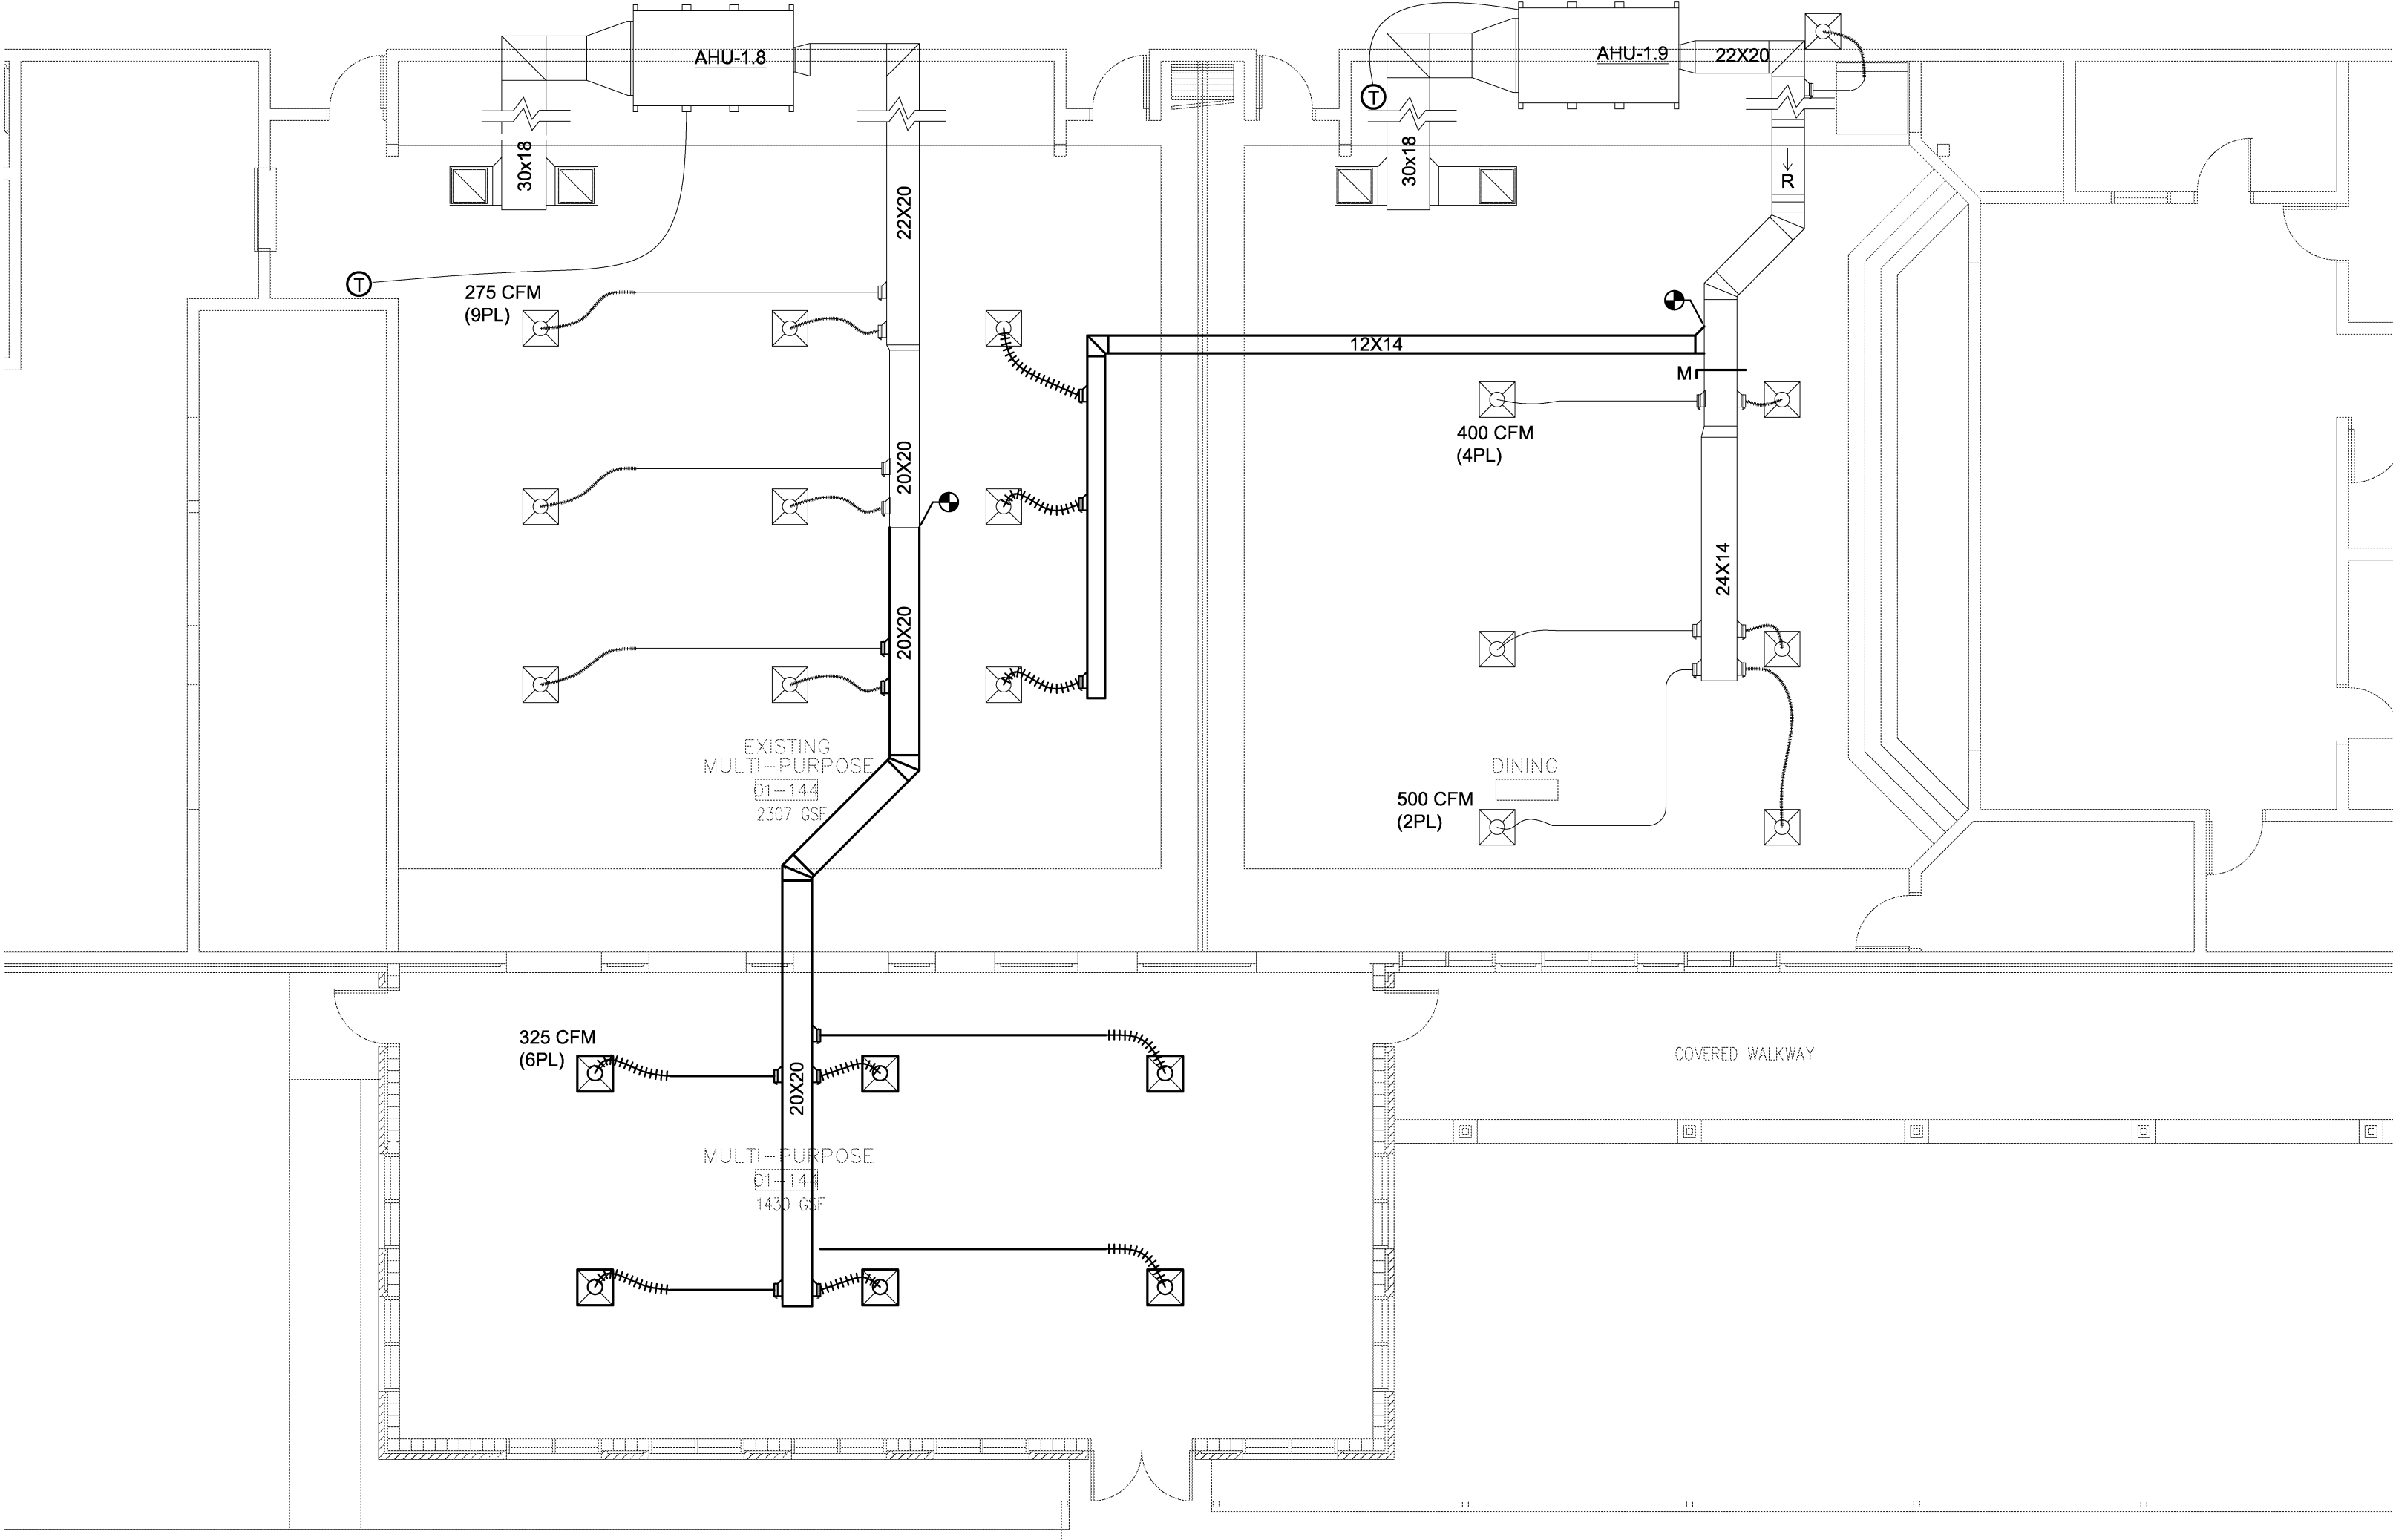 AHU-1.8
AHU-1.9
22X20
T
30x18
30x18
R
22X20
T
275 CFM
(9PL)
12X14
M
400 CFM
(4PL)
20X20
24X14
20X20
EXISTING
MULTI-PURPOSE
01-144
2307 GSF
DINING
500 CFM
(2PL)
325 CFM
(6PL)
20X20
COVERED WALKWAY
MULTI-PURPOSE
01-144
1430 GSF